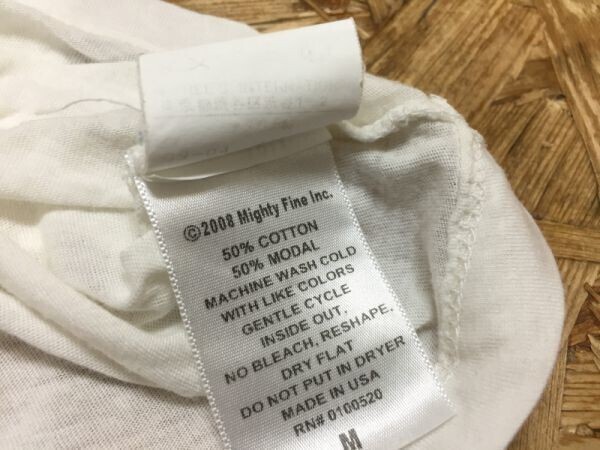 ©2008 Mighty Fine Inc.
50% COTTON
50% MODAL
MACHINE WASH COLD
WITH LIKE COLORS
GENTLE CYCLE
INSIDE OUT,
NO BLEACH, RESHAPE,
DRY FLAT
DO NOT PUT IN DRYER
MADE IN USA
RN# 0100520
M